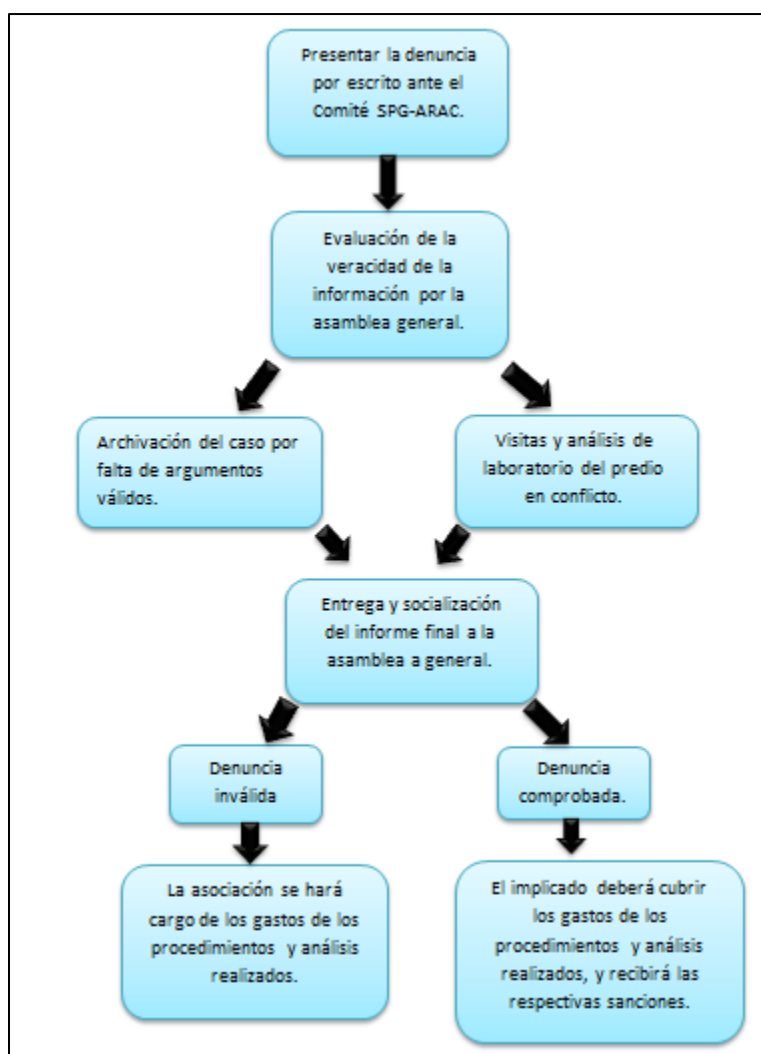 Presentar la denuncia
por escrito ante el
Comité SPG-ARAC.
Evaluación de la
veracidad de la
información por la
asamblea general.
Archivación del caso por
falta de argumentos
válidos.
Visitas y análisis de
laboratorio del predio
en conflicto.
Entrega y socialización
del informe final a la
asamblea a general.
Denuncia
inválida
Denuncia
comprobada.
La asociación se hará
cargo de los gastos de los
procedimientos y análisis
realizados.
El implicado deberá cubrir
los gastos de los
procedimientos y análisis
realizados, y recibirá las
respectivas sanciones.